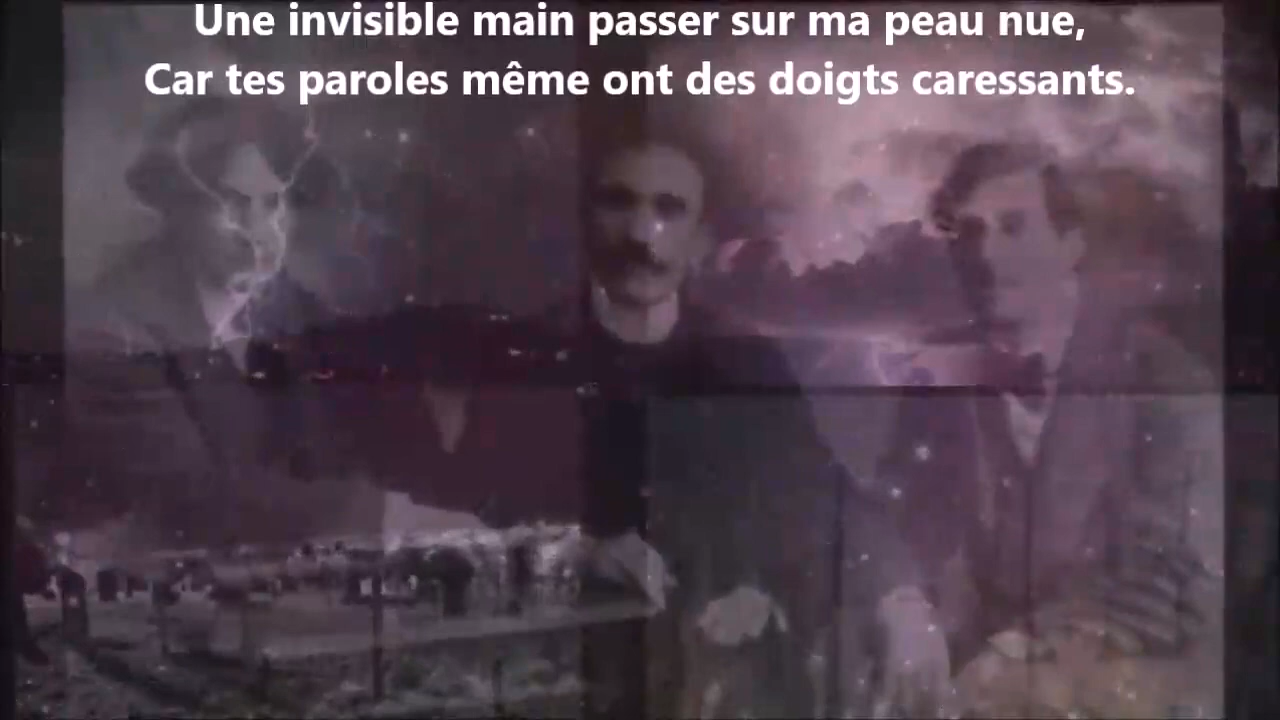 Une invisible main passer sur ma peau nue,
Car tes paroles même ont des doigts caressants.